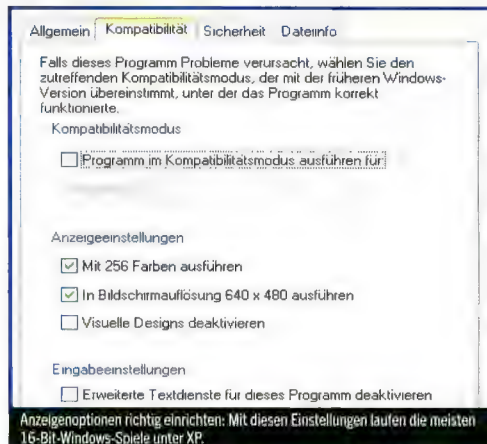 Allgemein Kompatibilität Sicherheit Dateiinfo
Falls dieses Programm Probleme verursacht, wählen Sie den
zutreffenden Kompatibilitätsmodus, der mit der früheren Windows-
Version übereinstimmt, unter der das Programm korrekt
funktionierte.
Kompatibilitätsmodus
Programm im Kompatibilitätsmodus ausführen für:
Anzeigeeinstellungen
Mit 256 Farben ausführen
In Bildschirmauflösung 640 x 480 ausführen
Visuelle Designs deaktivieren
Eingabeeinstellungen
Erweiterte Textdienste für dieses Programm deaktivieren
Anzeigenoptionen richtig einrichten: Mit diesen Einstellungen laufen die meisten
16-Bit-Windows-Spiele unter XP.